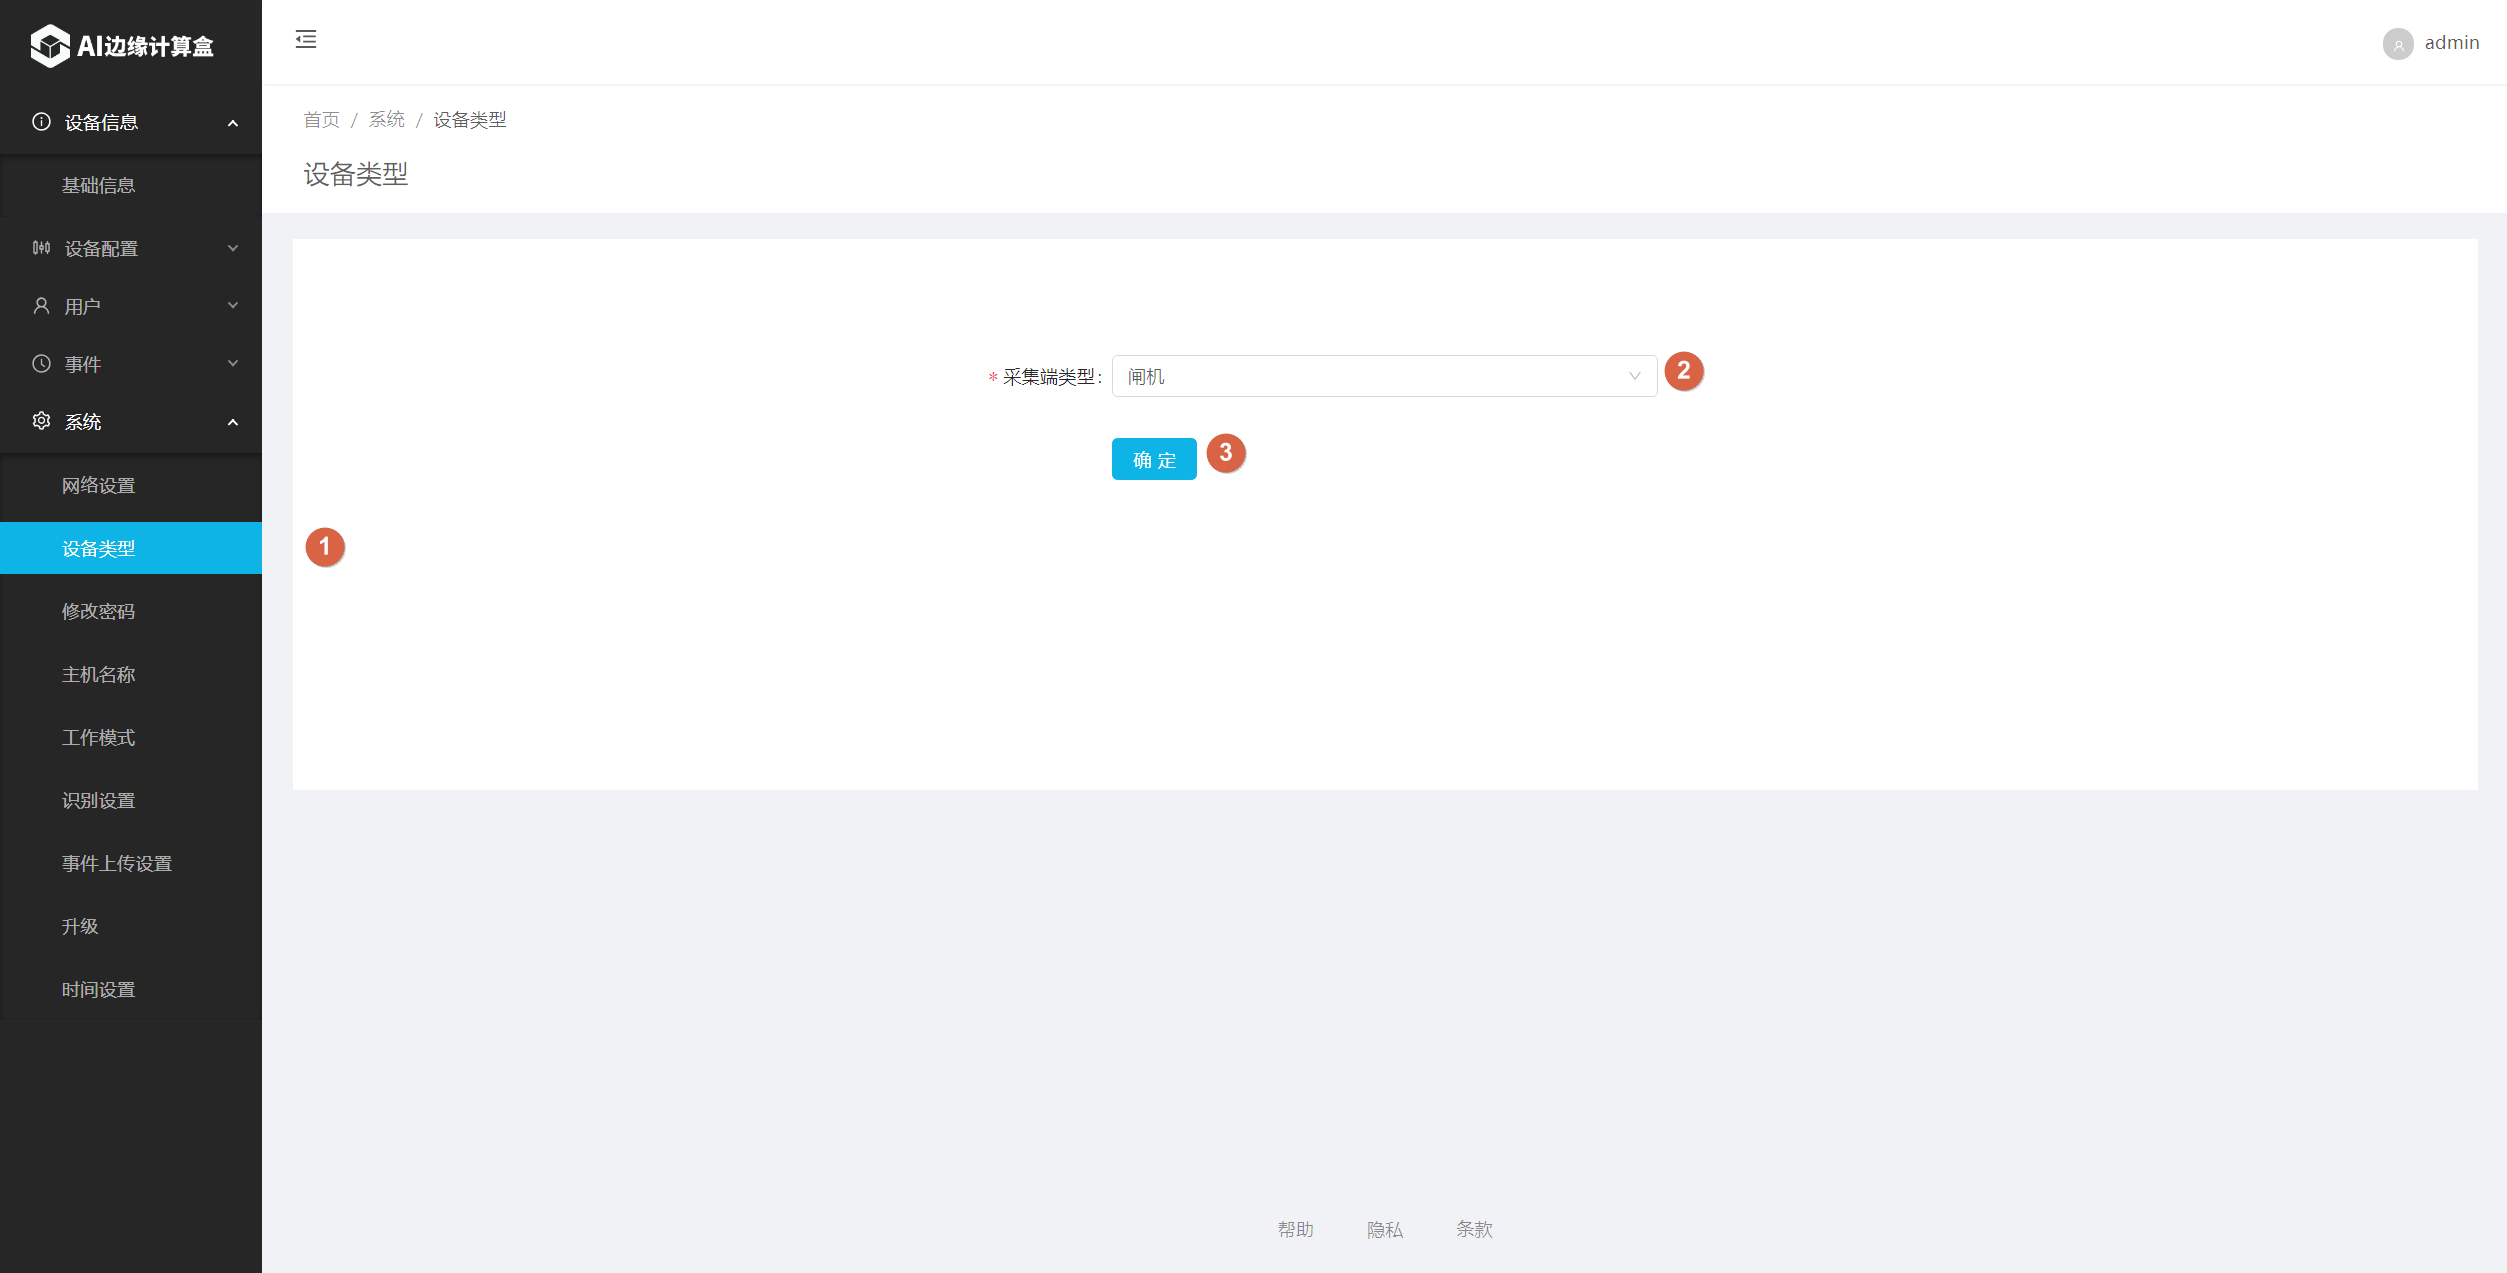 AI边缘计算盒
admin
设备信息
基础信息
设备配置
用户
事件
系统
网络设置
设备类型
修改密码
主机名称
工作模式
识别设置
事件上传设置
升级
时间设置
首页 / 系统 / 设备类型
设备类型
* 采集端类型: 闸机
2
确 定
3
1
帮助 隐私 条款